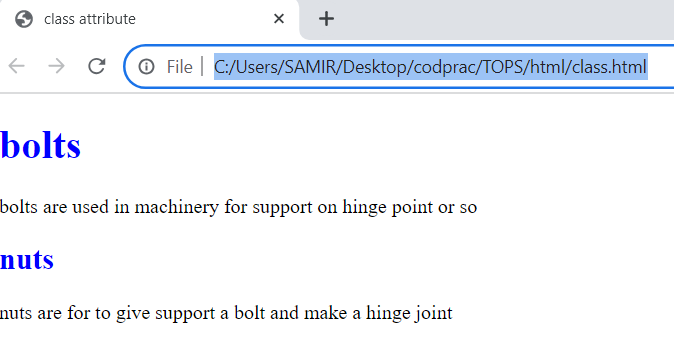 class attribute
File | C:/Users/SAMIR/Desktop/codprac/TOPS/html/class.html
bolts
bolts are used in machinery for support on hinge point or so
nuts
nuts are for to give support a bolt and make a hinge joint